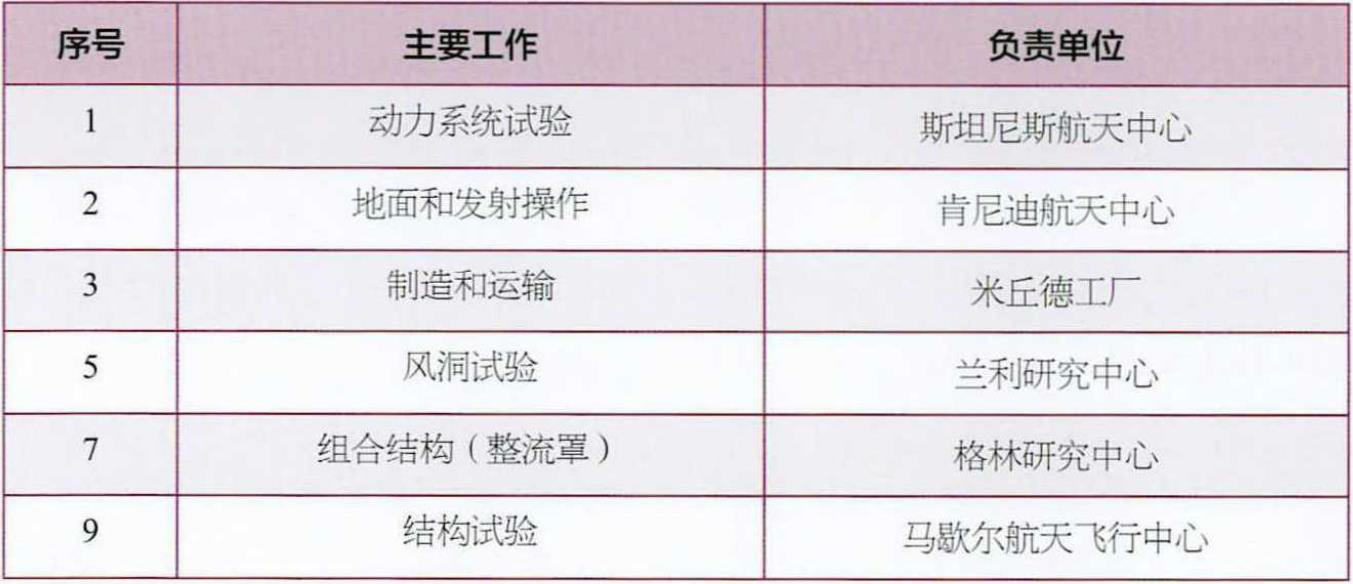 序号 主要工作 负责单位
1 动力系统试验 斯坦尼斯航天中心
2 地面和发射操作 肯尼迪航天中心
3 制造和运输 米丘德工厂
5 风洞试验 兰利研究中心
7 组合结构（整流罩） 格林研究中心
9 结构试验 马歇尔航天飞行中心